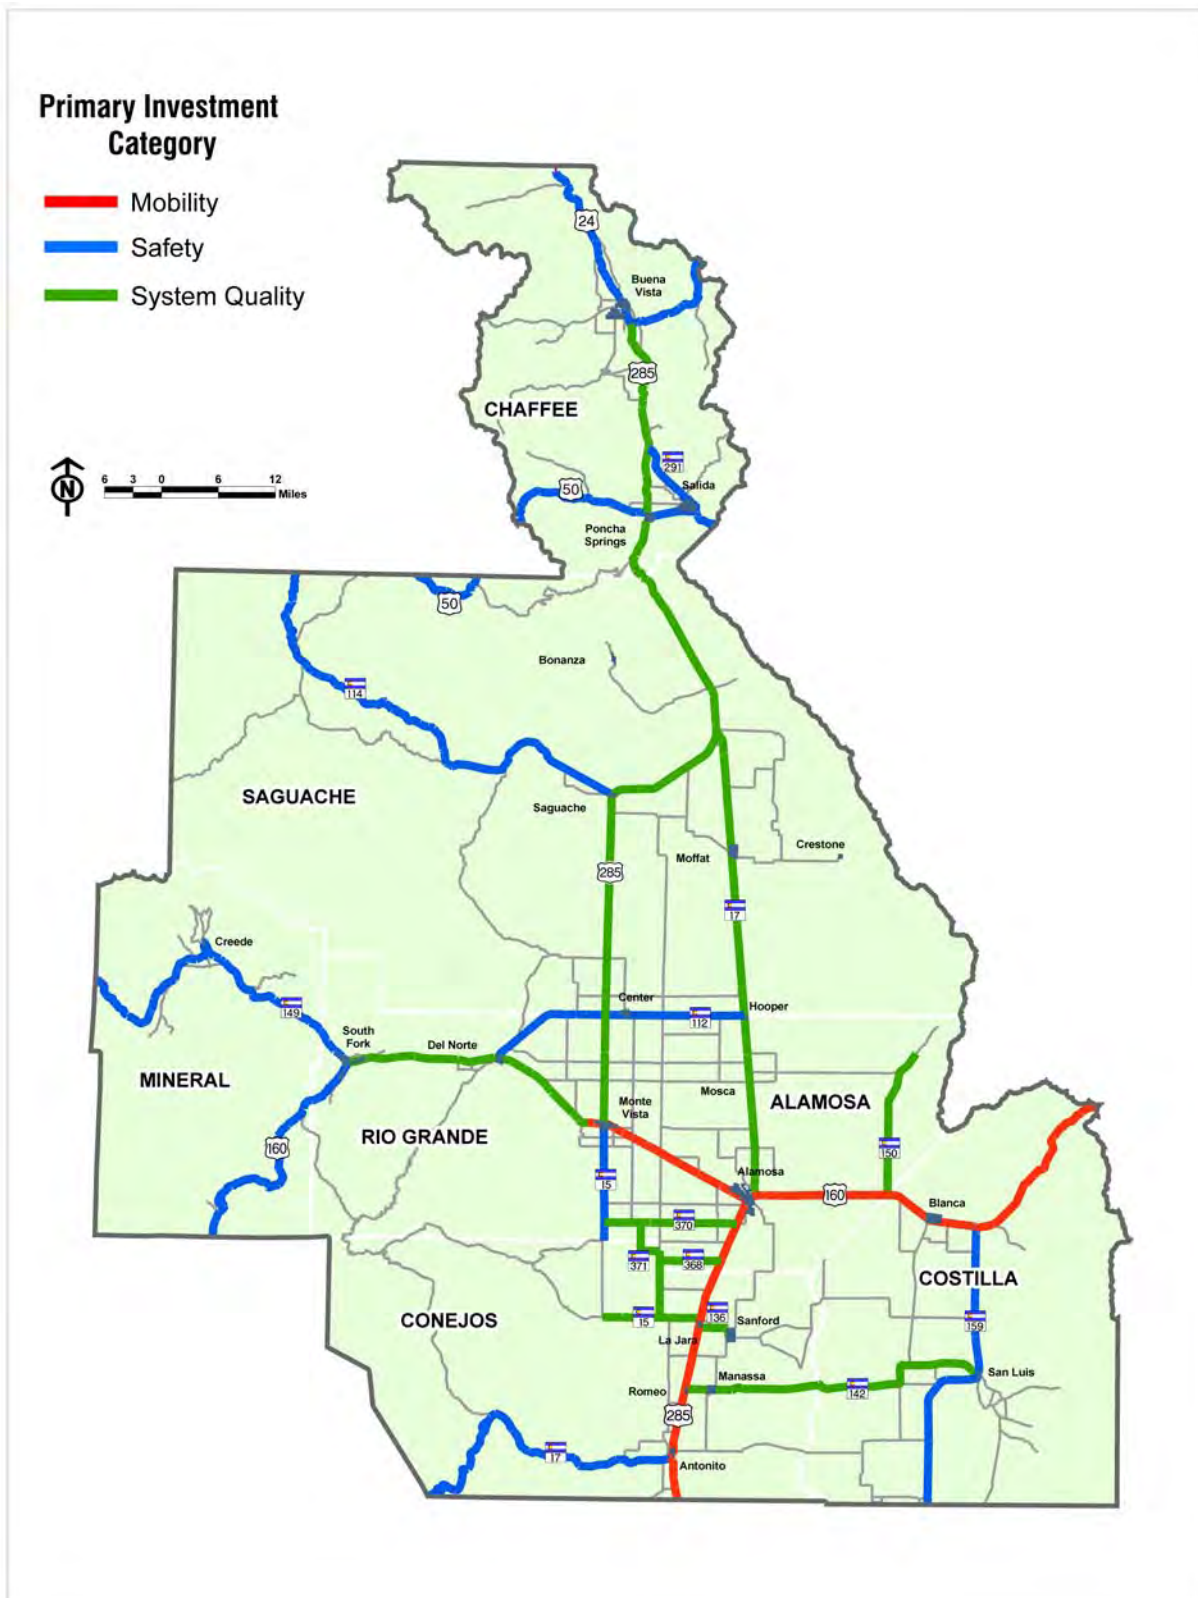 Primary Investment
Category
Mobility
Safety
System Quality
24
Buena
Vista
285
CHAFFEE
6 3 0 6 12
Miles
N
291
Salida
50
Poncha
Springs
50
Bonanza
114
SAGUACHE
Saguache
Moffat
Crestone
285
17
Creede
149
Center
Hooper
112
South
Fork
Del Norte
MINERAL
Mosca
ALAMOSA
Monte
Vista
RIO GRANDE
160
150
Alamosa
15
160
Blanca
370
371
368
COSTILLA
CONEJOS
15
136
Sanford
159
La Jara
San Luis
Manassa
Romeo
142
285
17
Antonito